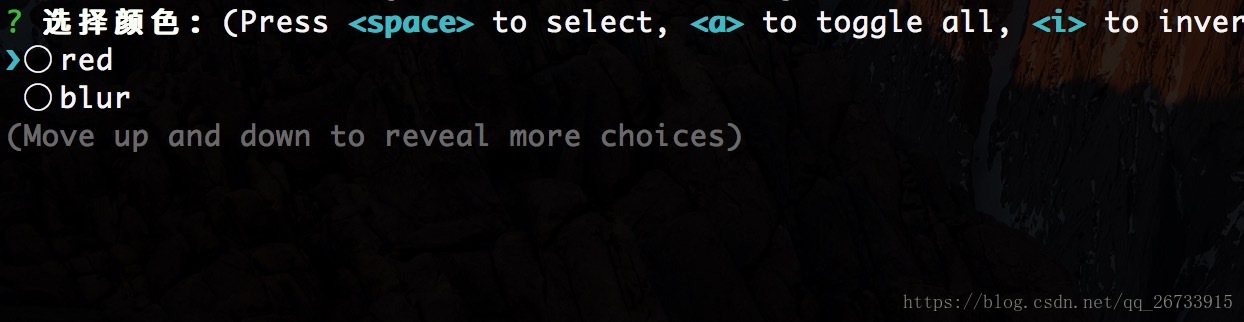 ? 选择颜色: (Press <space> to select, <a> to toggle all, <i> to inver
❯◯ red
◯ blur
(Move up and down to reveal more choices)
https://blog.csdn.net/qq_26733915